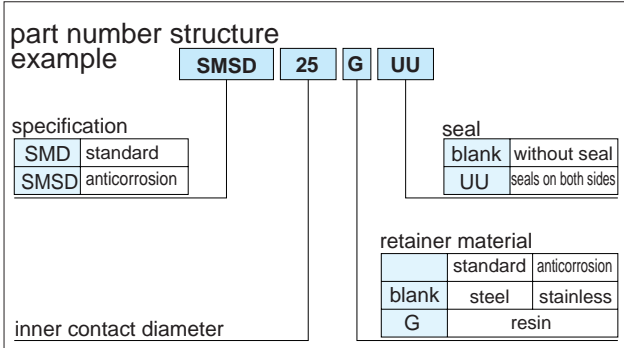 part number structure
example SMSD 25 G UU
specification
SMD standard
SMSD anticorrosion
seal
blank without seal
UU seals on both sides
retainer material
standard anticorrosion
blank steel stainless
G resin
inner contact diameter